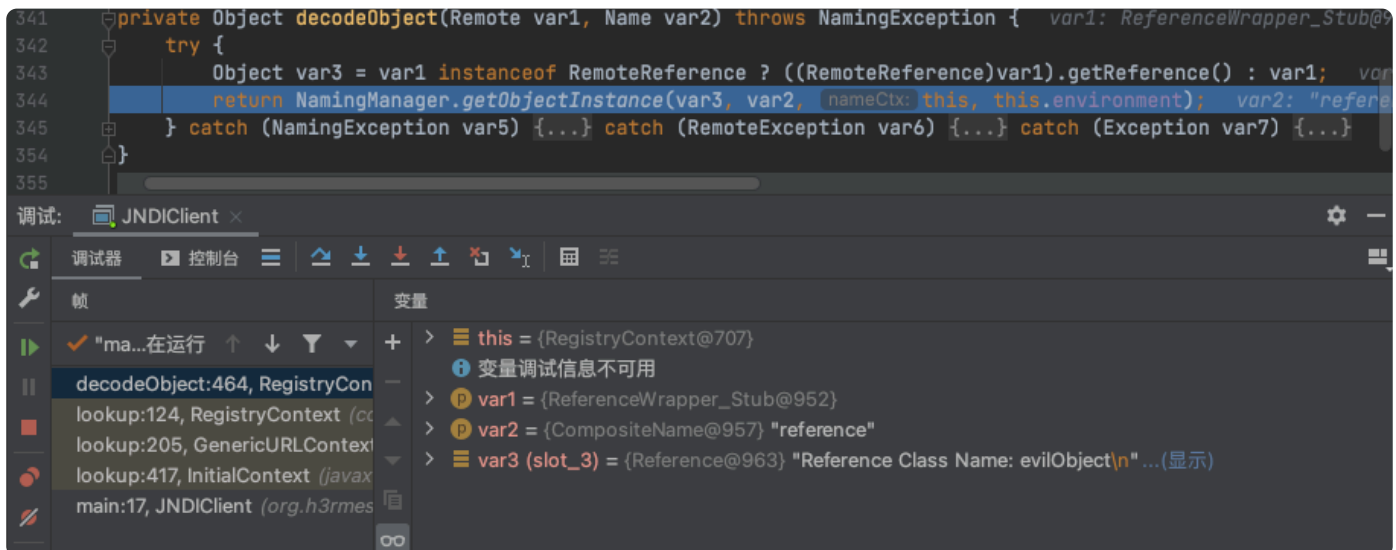 341 private Object decodeObject(Remote var1, Name var2) throws NamingException {   var1: ReferenceWrapper_Stub@9
342 try {
343 Object var3 = var1 instanceof RemoteReference ? ((RemoteReference)var1).getReference() : var1;   var
344 return NamingManager.getObjectInstance(var3, var2, nameCtx: this, this.environment);   var2: "refere
345 } catch (NamingException var5) {...} catch (RemoteException var6) {...} catch (Exception var7) {...}
354 }
355
调试: JNDIClient ×
调试器 控制台
帧 变量
"ma...在运行
this = {RegistryContext@707}
变量调试信息不可用
decodeObject:464, RegistryCon
var1 = {ReferenceWrapper_Stub@952}
lookup:124, RegistryContext (co
var2 = {CompositeName@957} "reference"
lookup:205, GenericURLContext
var3 (slot_3) = {Reference@963} "Reference Class Name: evilObject\n" ...(显示)
lookup:417, InitialContext (javax
main:17, JNDIClient (org.h3rmes